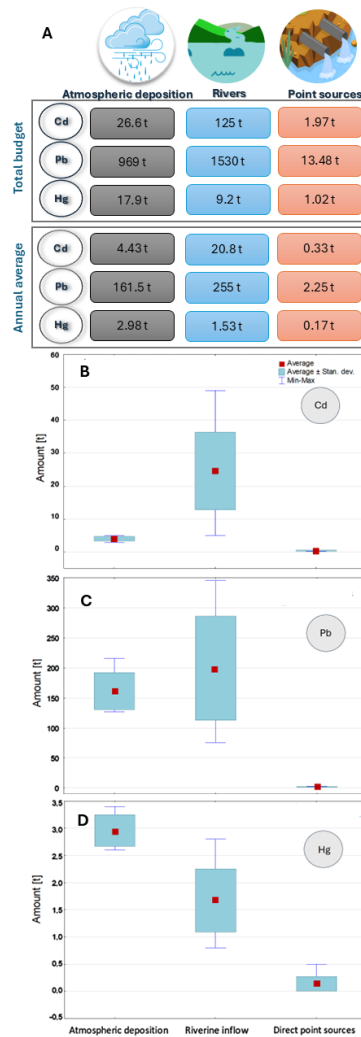 A
Atmospheric deposition Rivers Point sources
Total budget
Cd 26.6 t 125 t 1.97 t
Pb 969 t 1530 t 13.48 t
Hg 17.9 t 9.2 t 1.02 t
Annual average
Cd 4.43 t 20.8 t 0.33 t
Pb 161.5 t 255 t 2.25 t
Hg 2.98 t 1.53 t 0.17 t
B
Average
Average ± Stan. dev.
Min-Max
Cd
Amount [t]
60
50
40
30
20
10
0
C
Pb
Amount [t]
350
300
250
200
150
100
50
0
D
Hg
Amount [t]
3.5
3.0
2.5
2.0
1.5
1.0
0.5
0.0
-0.5
Atmospheric deposition Riverine inflow Direct point sources